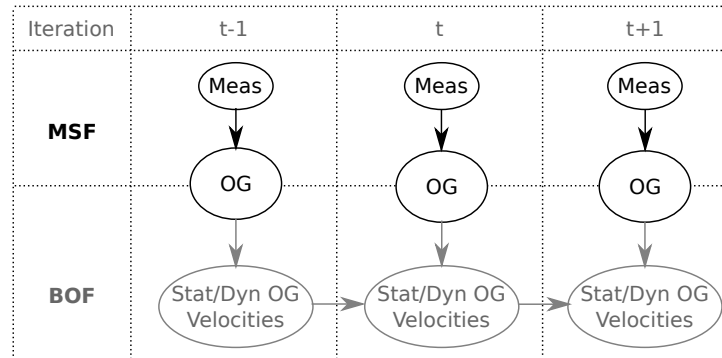 Iteration t-1 t t+1
Meas Meas Meas
MSF
OG OG OG
BOF
Stat/Dyn OG Stat/Dyn OG Stat/Dyn OG
Velocities Velocities Velocities